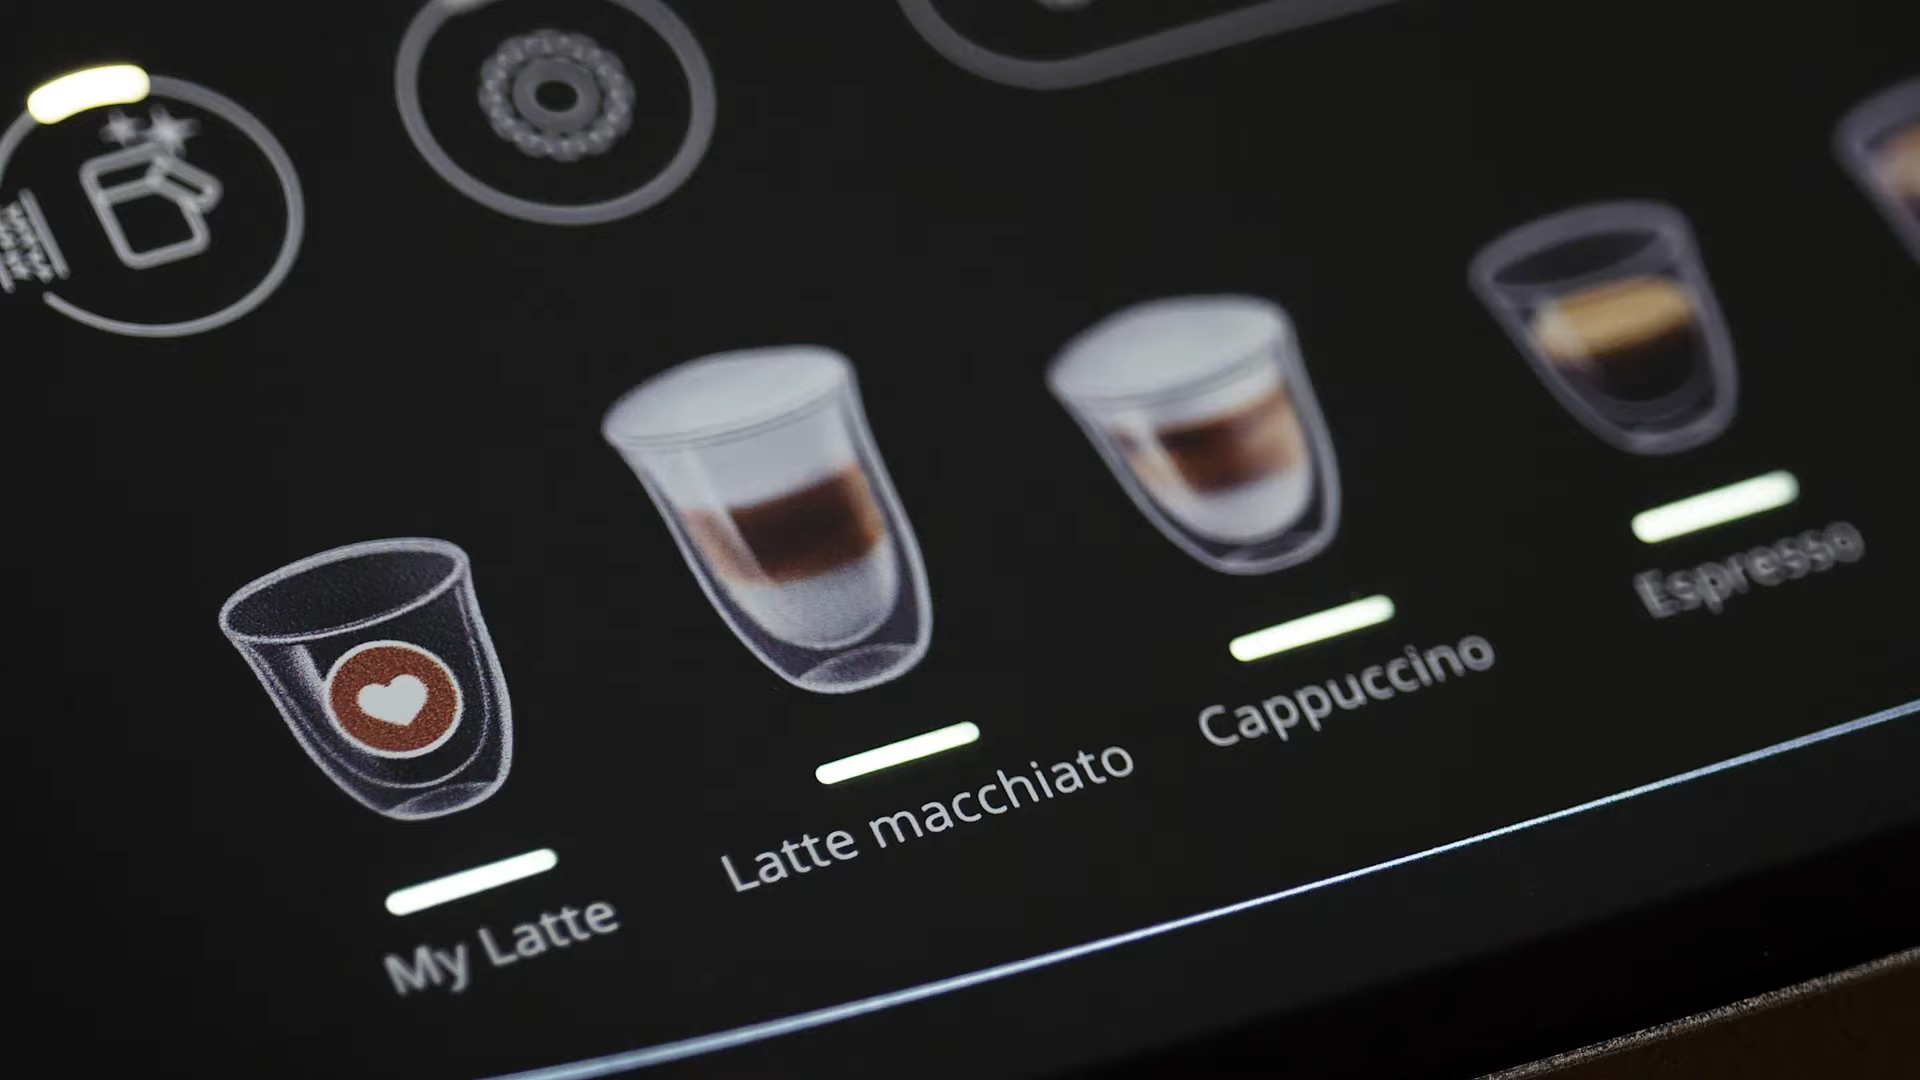 My Latte
Latte macchiato
Cappuccino
Espresso